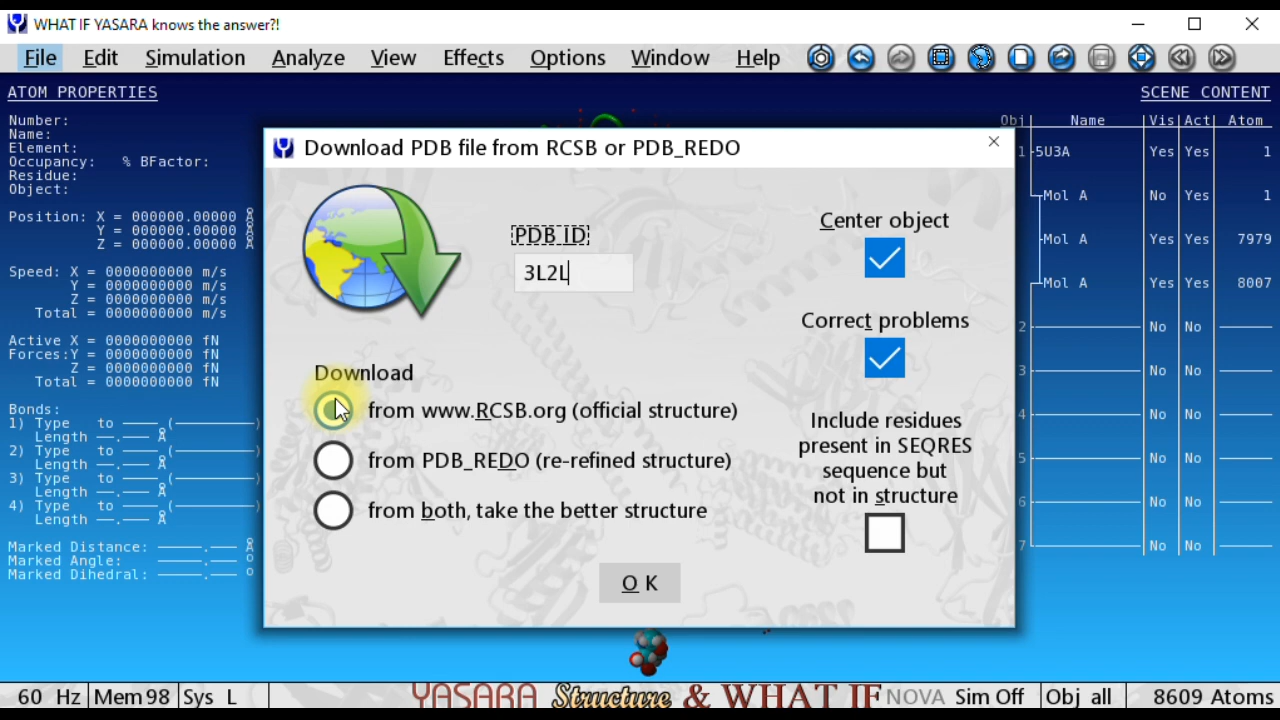 WHAT IF YASARA knows the answer?!
File Edit Simulation Analyze View Effects Options Window Help
ATOM PROPERTIES
Number:
Name:
Element:
Occupancy: % BFactor:
Residue:
Object:
Position: X = 000000.00000 Å
Y = 000000.00000 Å
Z = 000000.00000 Å
Speed: X = 0000000000 m/s
Y = 0000000000 m/s
Z = 0000000000 m/s
Total = 0000000000 m/s
Active X = 0000000000 fN
Forces:Y = 0000000000 fN
Z = 0000000000 fN
Total = 0000000000 fN
Bonds:
1) Type to (
Length —.— Å
2) Type to (
Length —.— Å
3) Type to (
Length —.— Å
4) Type to (
Length —.— Å
Marked Distance: —.— Å
Marked Angle: —.— °
Marked Dihedral: —.— °
Download PDB file from RCSB or PDB_REDO
PDB ID
3L2L
Download
from www.RCSB.org (official structure)
from PDB_REDO (re-refined structure)
from both, take the better structure
Center object
Correct problems
Include residues
present in SEQRES
sequence but
not in structure
O K
SCENE CONTENT
Obj Name Vis Act Atom
1 5U3A Yes Yes 1
Mol A No Yes 1
Mol A Yes Yes 7979
Mol A Yes Yes 8007
2 No No
3 No No
4 No No
5 No No
6 No No
7 No No
60 Hz Mem 98 Sys L YASARA Structure & WHAT IF NOVA Sim Off Obj all 8609 Atoms